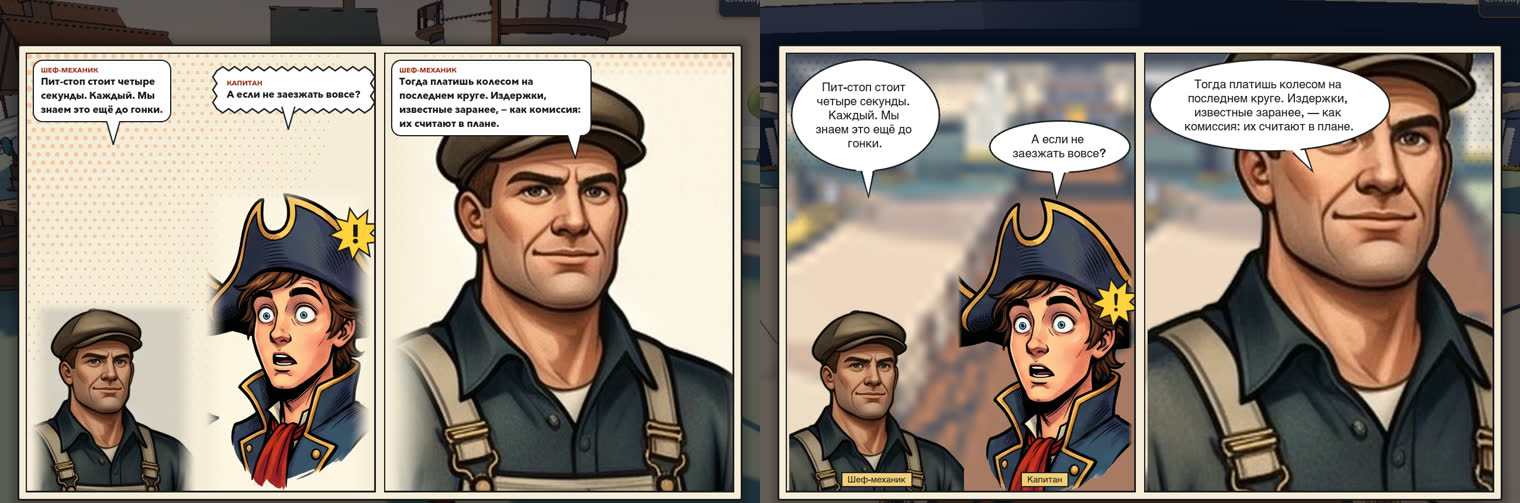 ШЕФ-МЕХАНИК
Пит-стоп стоит четыре
секунды. Каждый. Мы
знаем это ещё до гонки.
КАПИТАН
А если не заезжать вовсе?
!
ШЕФ-МЕХАНИК
Тогда платишь колесом на
последнем круге. Издержки,
известные заранее, – как комиссия:
их считают в плане.
Пит-стоп стоит
четыре секунды.
Каждый. Мы
знаем это ещё до
гонки.
А если не
заезжать вовсе?
!
Шеф-механик
Капитан
Тогда платишь колесом на
последнем круге. Издержки,
известные заранее, — как
комиссия: их считают в плане.